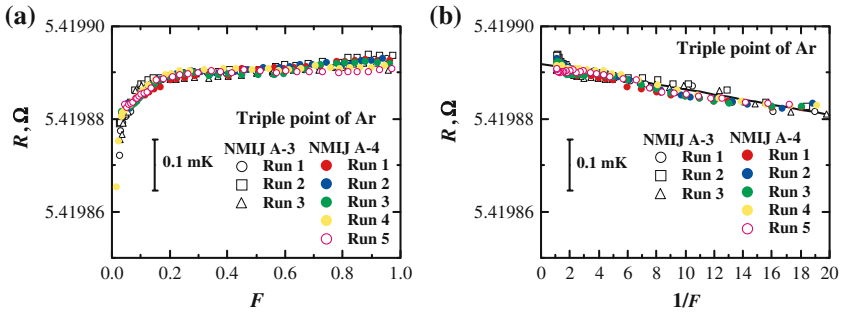 (a)
5.41990
5.41988
5.41986
R, Ω
Triple point of Ar
NMIJ A-3 NMIJ A-4
0.1 mK
Run 1 Run 1
Run 2 Run 2
Run 3 Run 3
Run 4
Run 5
0.0 0.2 0.4 0.6 0.8 1.0
F
(b)
5.41990
5.41988
5.41986
R, Ω
Triple point of Ar
NMIJ A-3 NMIJ A-4
0.1 mK
Run 1 Run 1
Run 2 Run 2
Run 3 Run 3
Run 4
Run 5
0 2 4 6 8 10 12 14 16 18 20
1/F